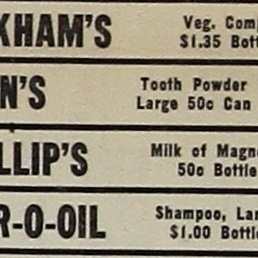 KHAM'S
Veg. Comp
$1.35 Bott
N'S
Tooth Powder
Large 50c Can
LLIP'S
Milk of Magne
50c Bottle
R-O-OIL
Shampoo, Lar
$1.00 Bottle